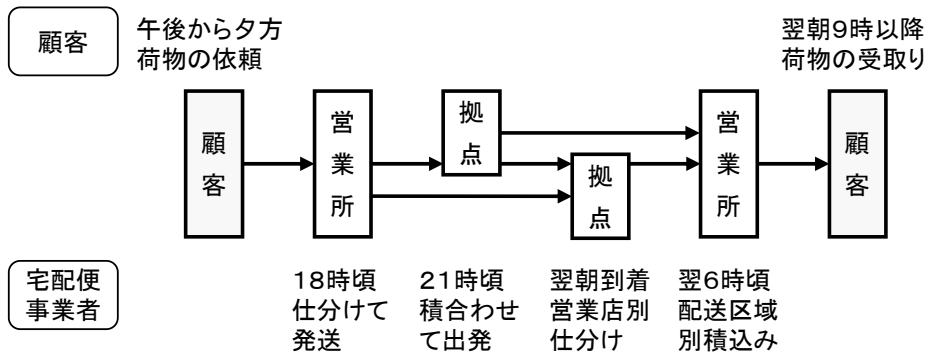 顧客
午後から夕方
荷物の依頼
翌朝9時以降
荷物の受取り
顧客
営業所
拠点
拠点
営業所
顧客
宅配便
事業者
18時頃
仕分けて
発送
21時頃
積合わせ
て出発
翌朝到着
営業店別
仕分け
翌6時頃
配送区域
別積込み